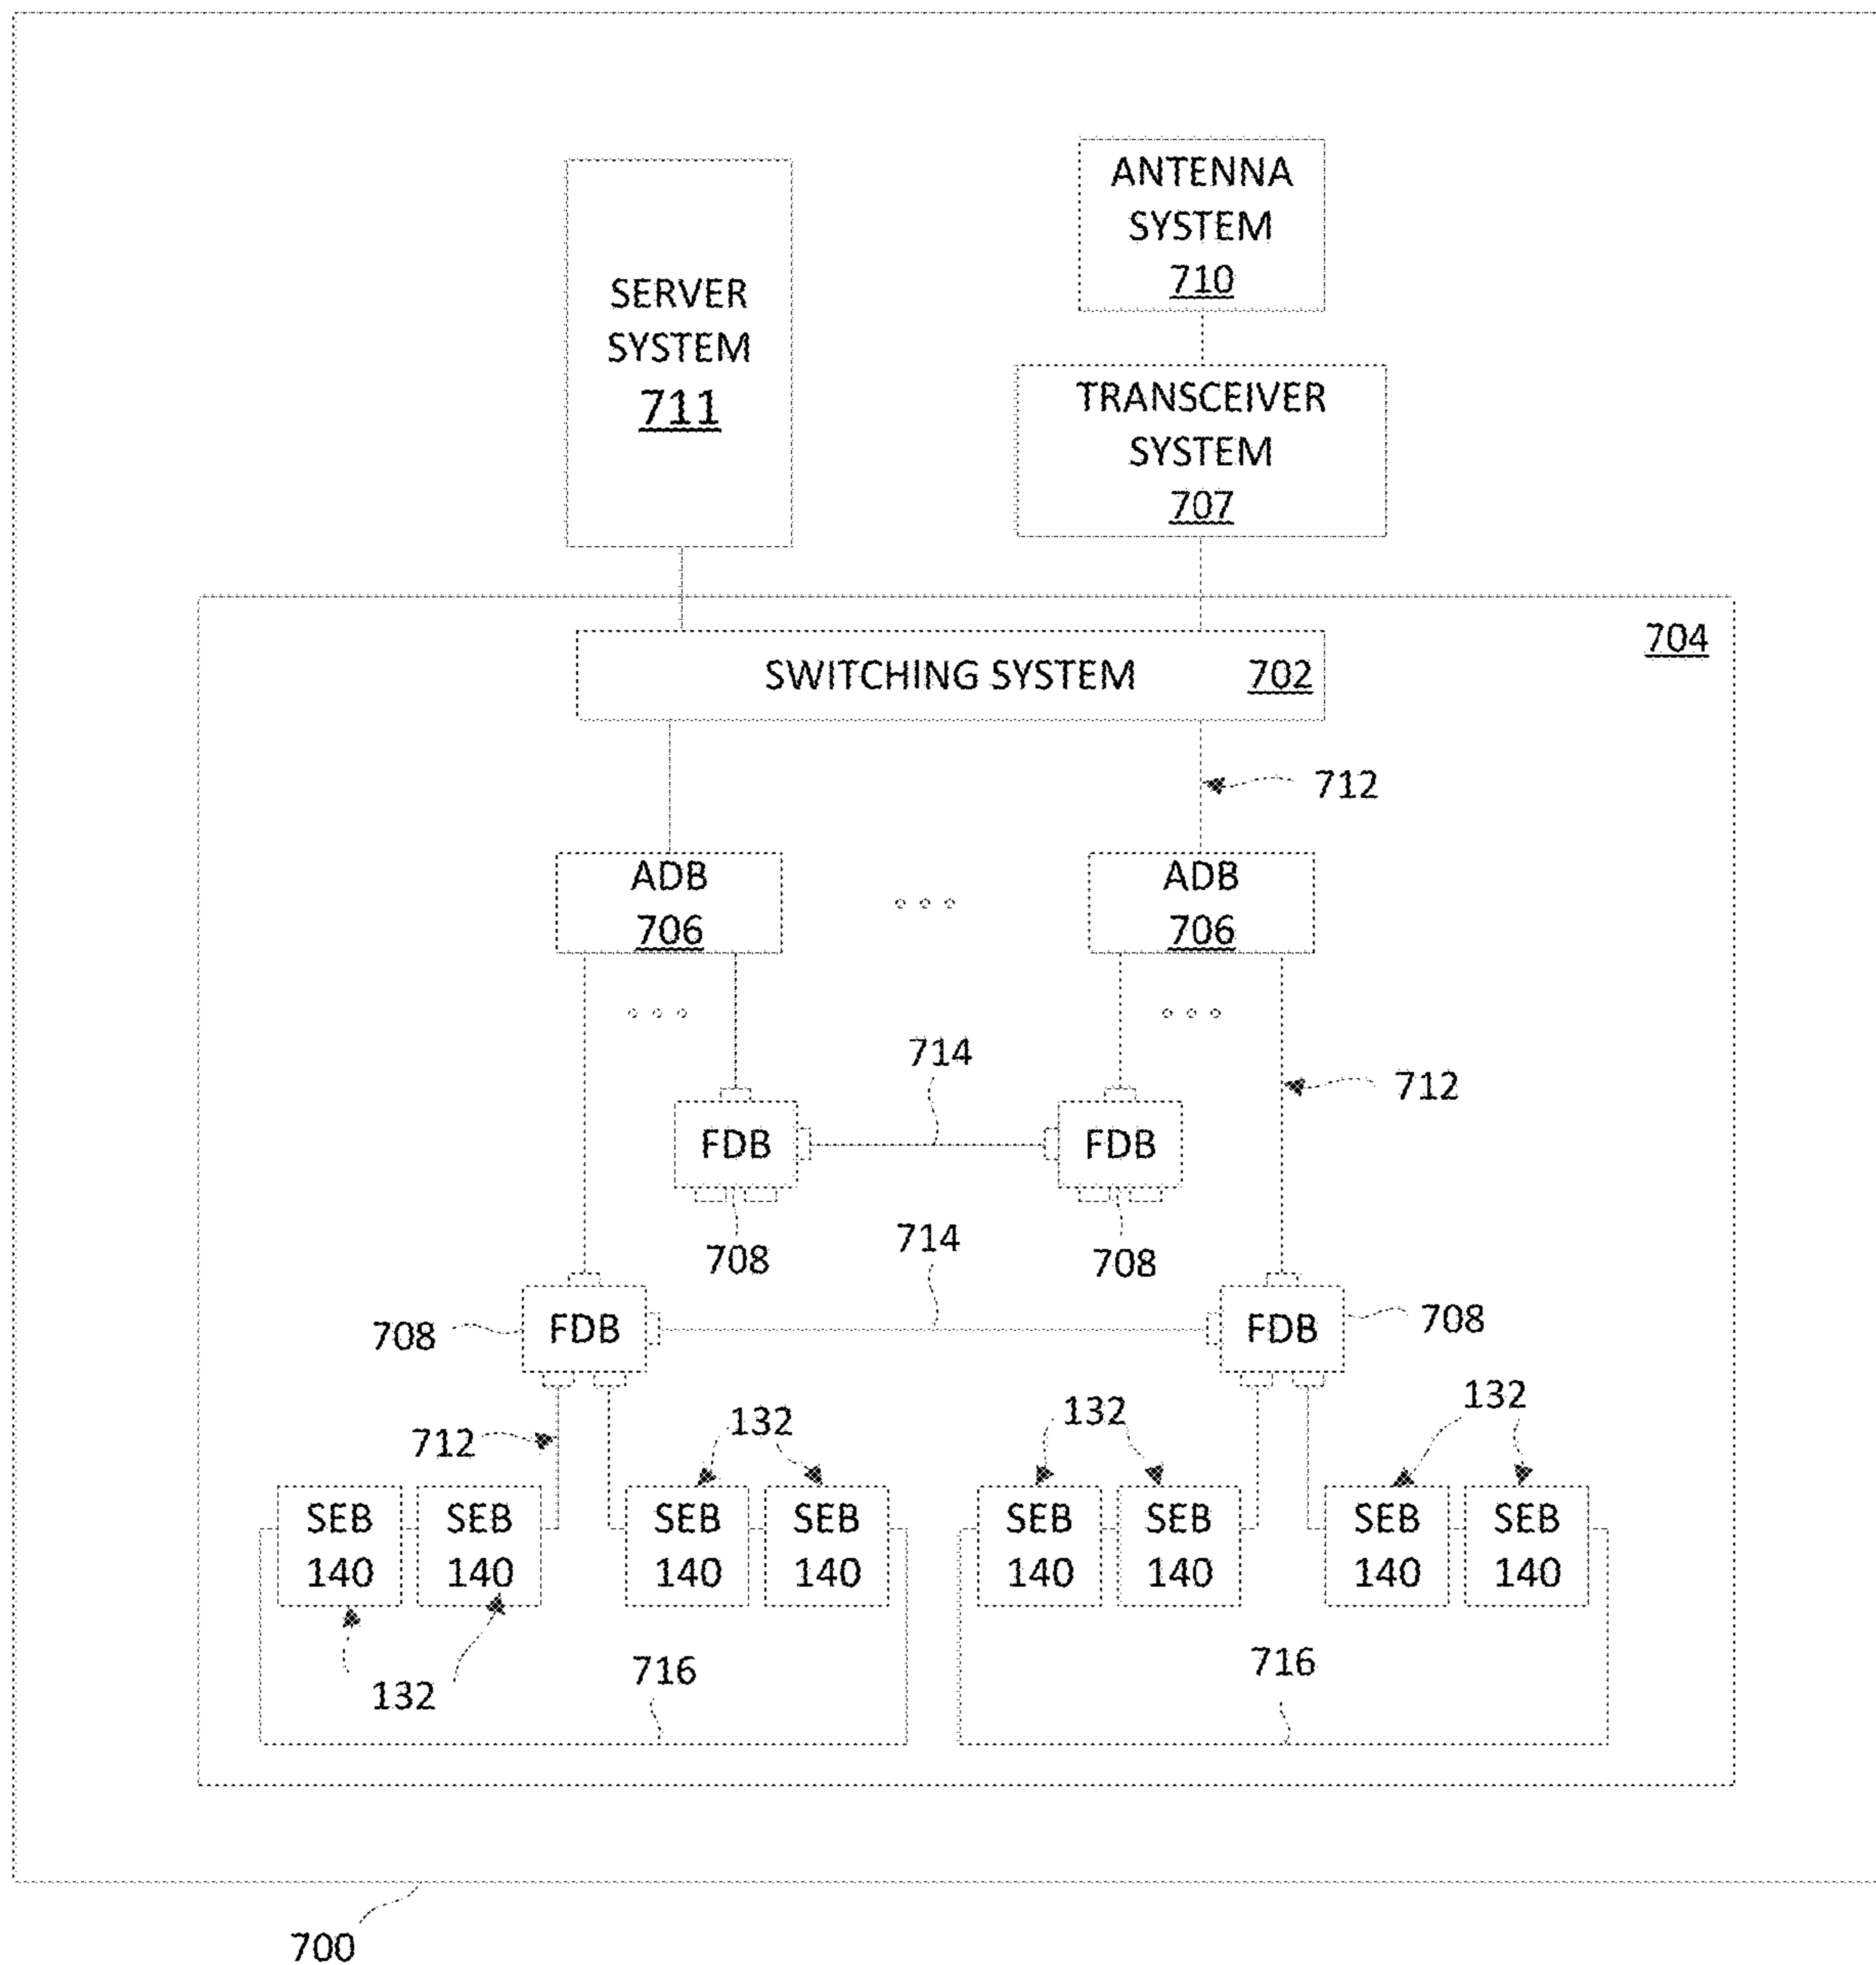 ANTENNA
SYSTEM
710
SERVER
SYSTEM
711
TRANSCEIVER
SYSTEM
707
704
SWITCHING SYSTEM 702
712
ADB
706
ADB
706
714
712
FDB
FDB
708
714
708
708
FDB
FDB
708
712
132
132
132
SEB
140
SEB
140
SEB
140
SEB
140
SEB
140
SEB
140
SEB
140
SEB
140
132
716
716
700